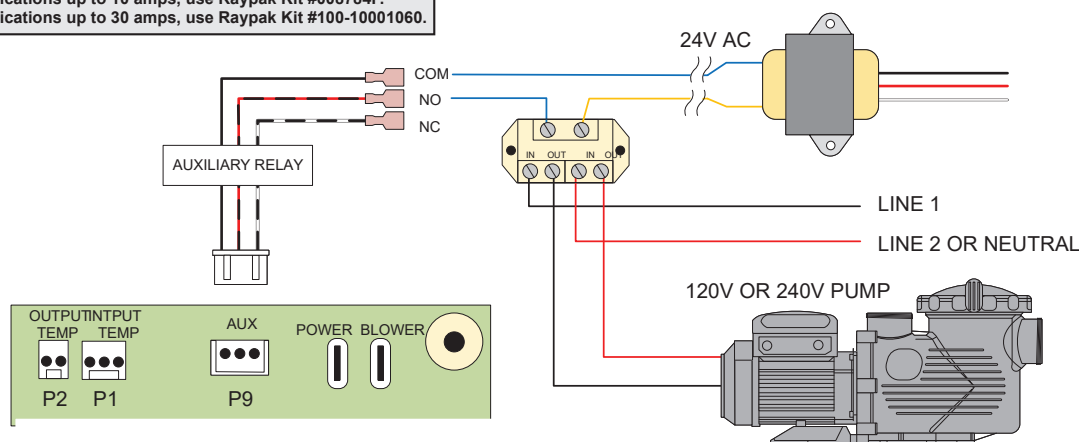 ications up to 30 amps, use Raypak Kit #100-10001060.
24V AC
COM
NO
NC
AUXILIARY RELAY
IN OUT IN OUT
LINE 1
LINE 2 OR NEUTRAL
120V OR 240V PUMP
OUTPUT INTPUT
TEMP TEMP
AUX
POWER BLOWER
P2 P1
P9